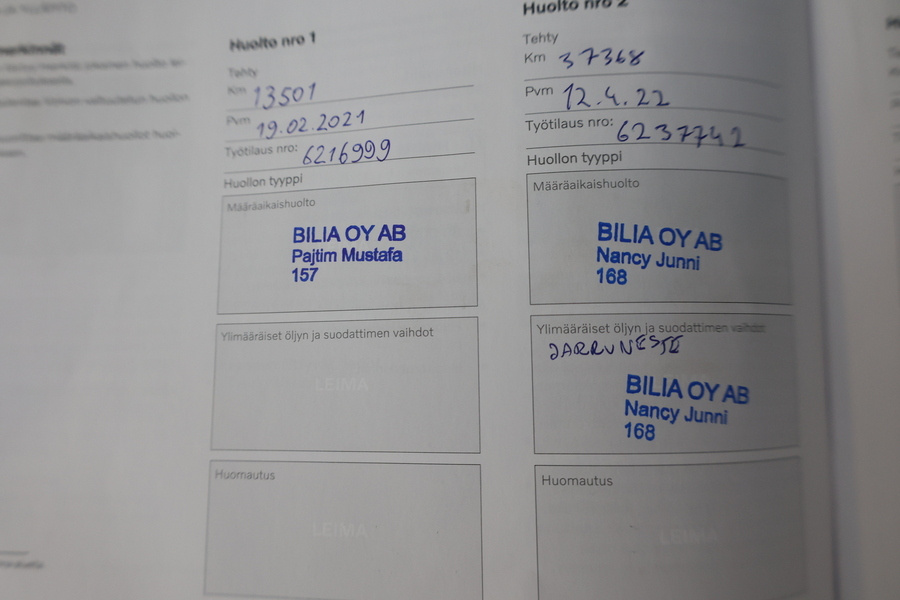 Huolto nro 1
Tehty
Km 13501
Pvm 19.02.2021
Työtilaus nro: 6216999
Huollon tyyppi
Määräaikaishuolto
BILIA OY AB
Pajtim Mustafa
157
Ylimääräiset öljyn ja suodattimen vaihdot
LEIMA
Huomautus
LEIMA
Huolto nro 2
Tehty
Km 37368
Pvm 12.4.22
Työtilaus nro: 6237742
Huollon tyyppi
Määräaikaishuolto
BILIA OY AB
Nancy Junni
168
Ylimääräiset öljyn ja suodattimen vaihdot
JARRUNESTE
BILIA OY AB
Nancy Junni
168
Huomautus
LEIMA